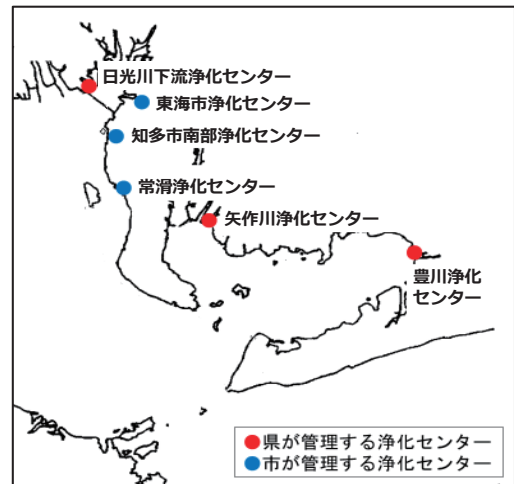 日光川下流浄化センター
東海市浄化センター
知多市南部浄化センター
常滑浄化センター
矢作川浄化センター
豊川浄化
センター
●県が管理する浄化センター
●市が管理する浄化センター